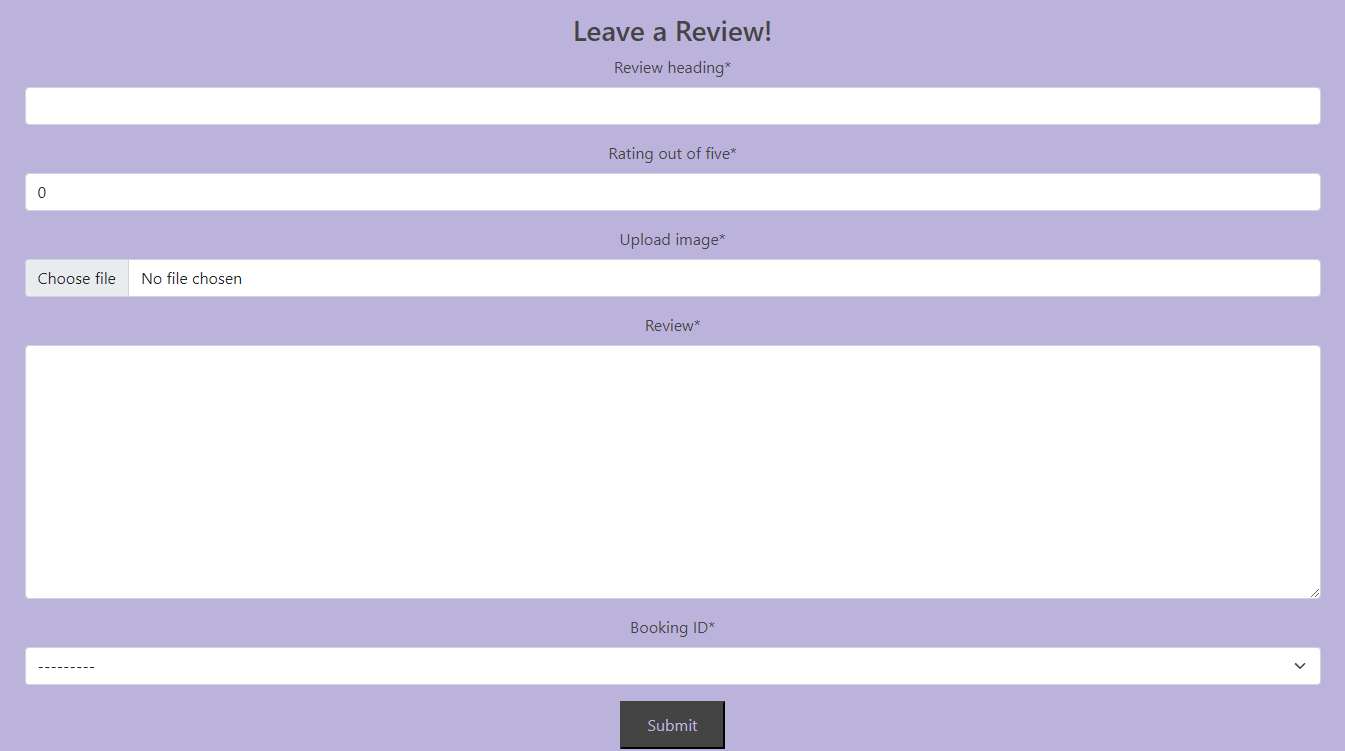 Leave a Review!
Review heading*
Rating out of five*
0
Upload image*
Choose file No file chosen
Review*
Booking ID*
---------
Submit